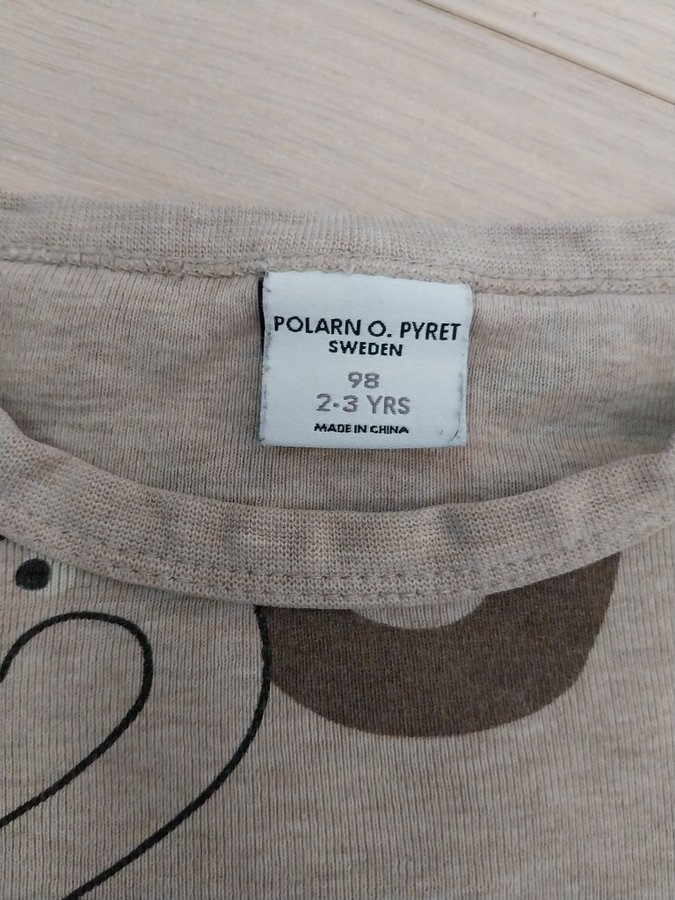 POLARN O. PYRET
SWEDEN
98
2-3 YRS
MADE IN CHINA